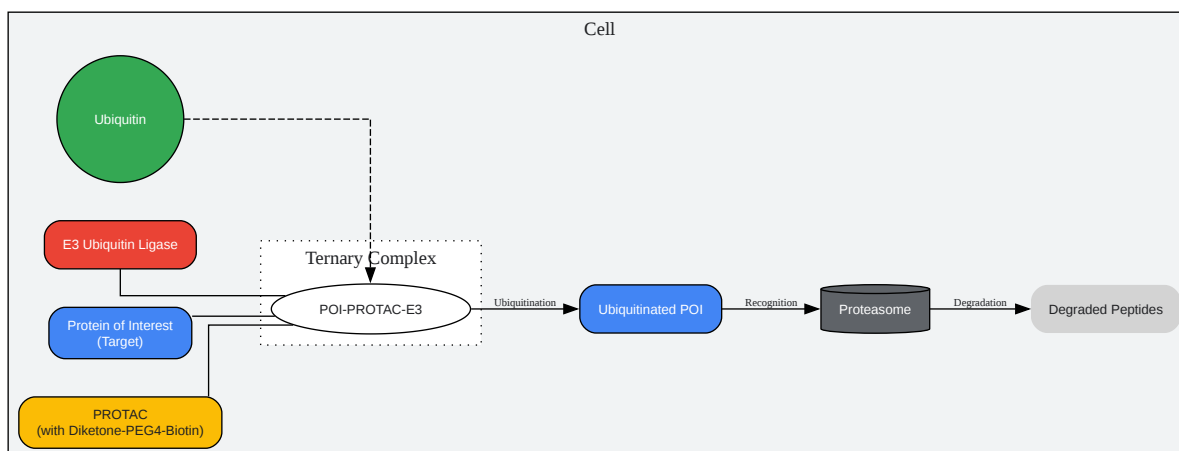 Cell
Ubiquitin
E3 Ubiquitin Ligase
Ternary Complex
POI-PROTAC-E3
Ubiquitination
Ubiquitinated POI
Recognition
Proteasome
Degradation
Degraded Peptides
Protein of Interest
(Target)
PROTAC
(with Diketone-PEG4-Biotin)